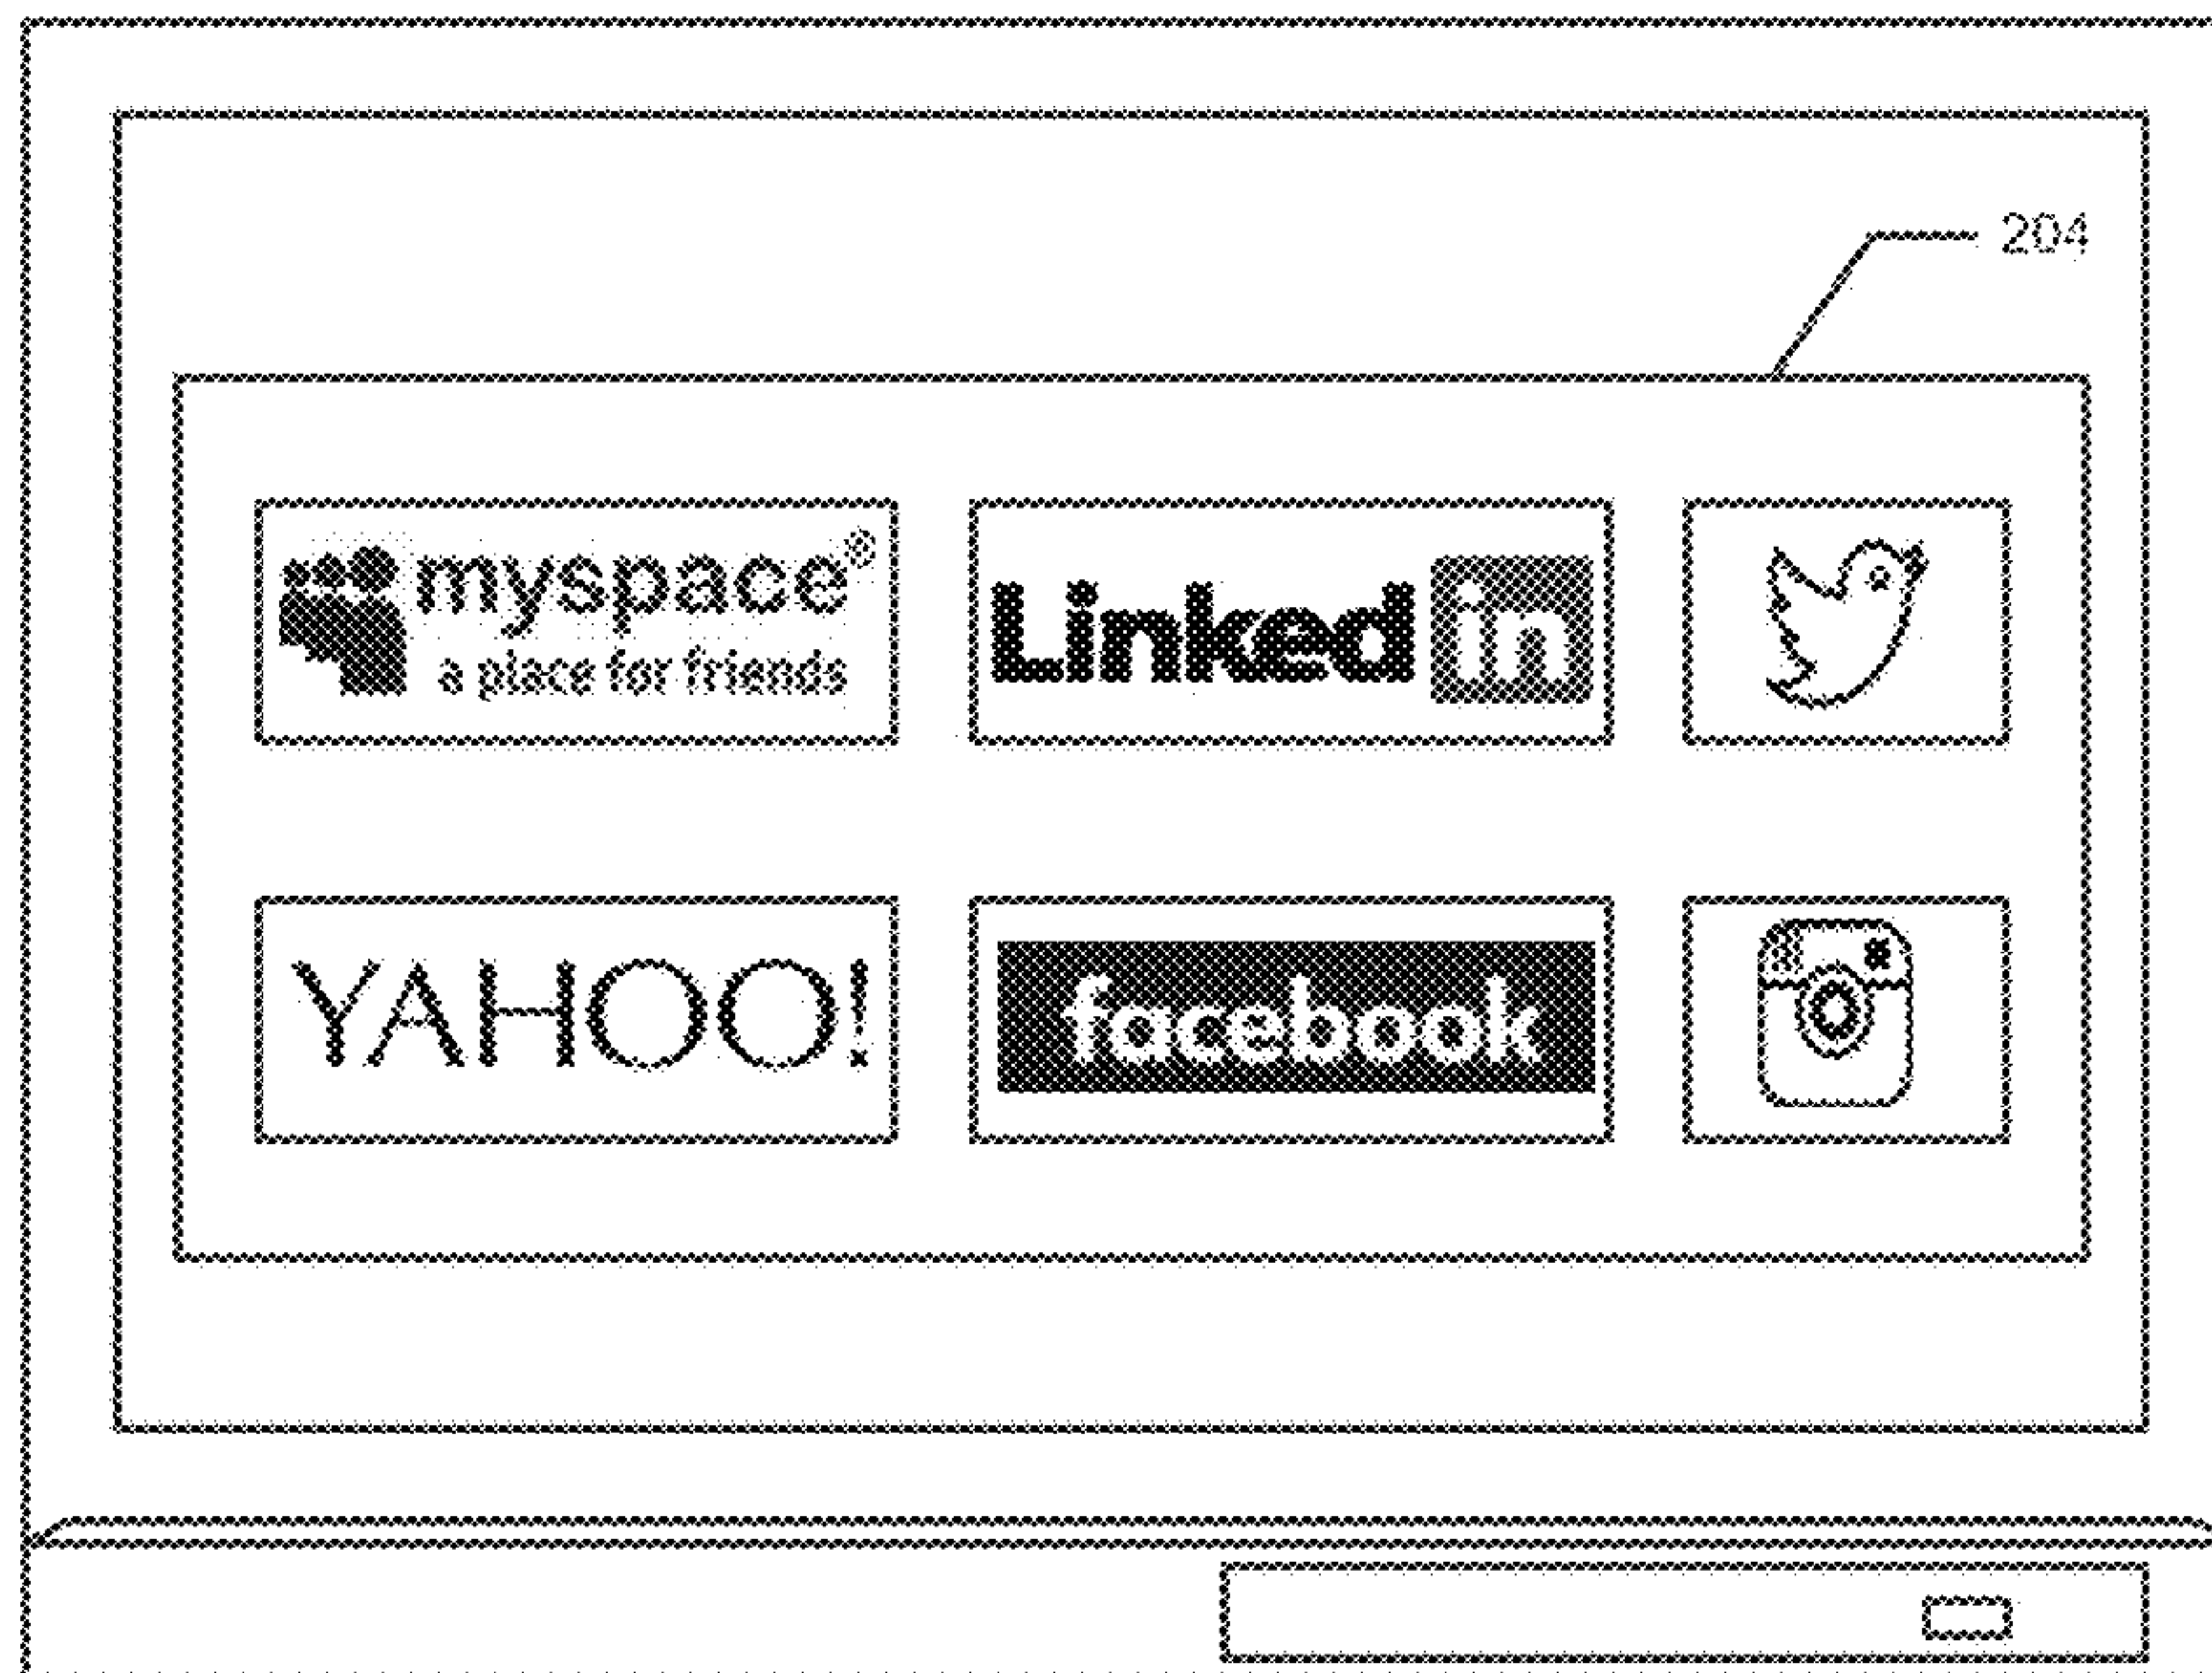 204
myspace®
a place for friends
Linked in
YAHOO!
facebook